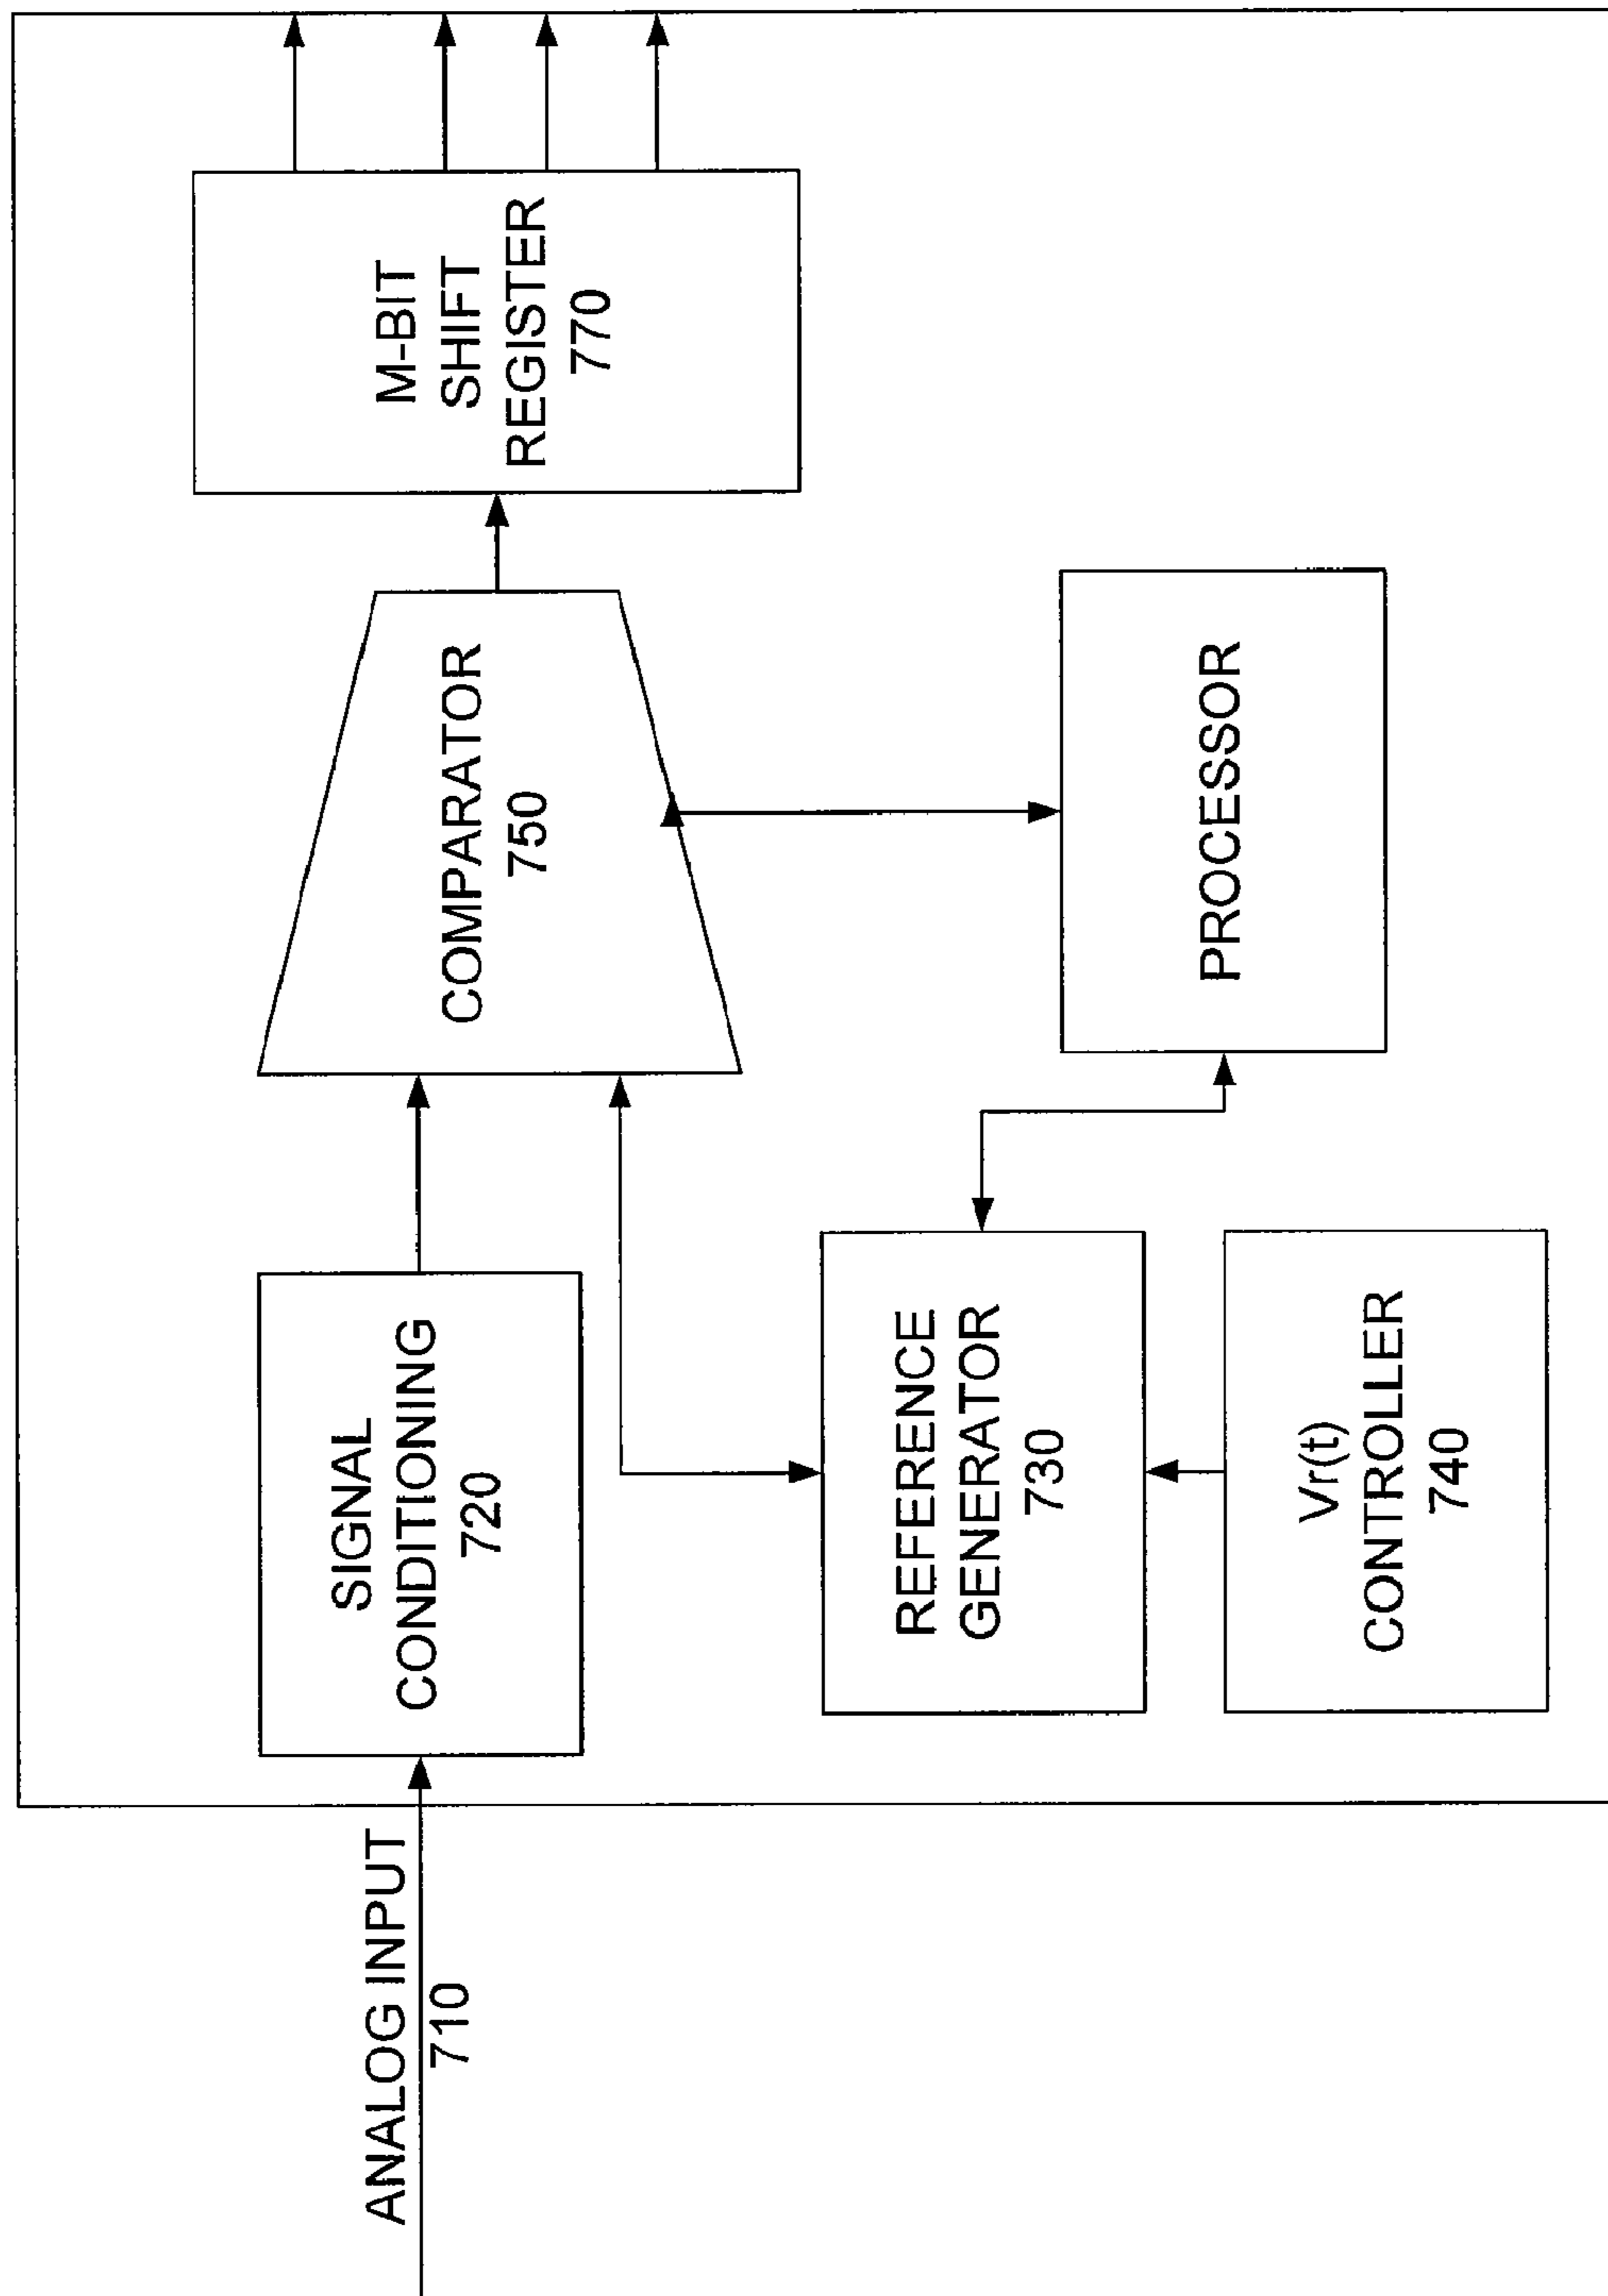 ANALOG INPUT
710
SIGNAL
CONDITIONING
720
REFERENCE
GENERATOR
730
Vr(t)
CONTROLLER
740
COMPARATOR
750
PROCESSOR
M-BIT
SHIFT
REGISTER
770